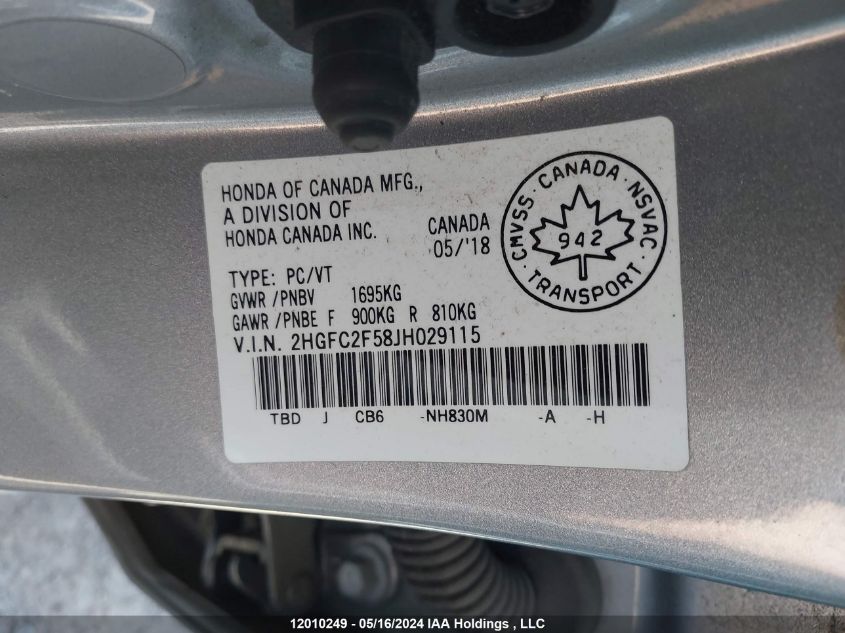 HONDA OF CANADA MFG.,
A DIVISION OF
HONDA CANADA INC.
CANADA
05/'18
CMVSS · CANADA · NSVAC · TRANSPORT ·
942
TYPE: PC/VT
GVWR /PNBV 1695KG
GAWR /PNBE F 900KG R 810KG
V.I.N. 2HGFC2F58JH029115
TBD J CB6 -NH830M -A -H
12010249 - 05/16/2024 IAA Holdings , LLC